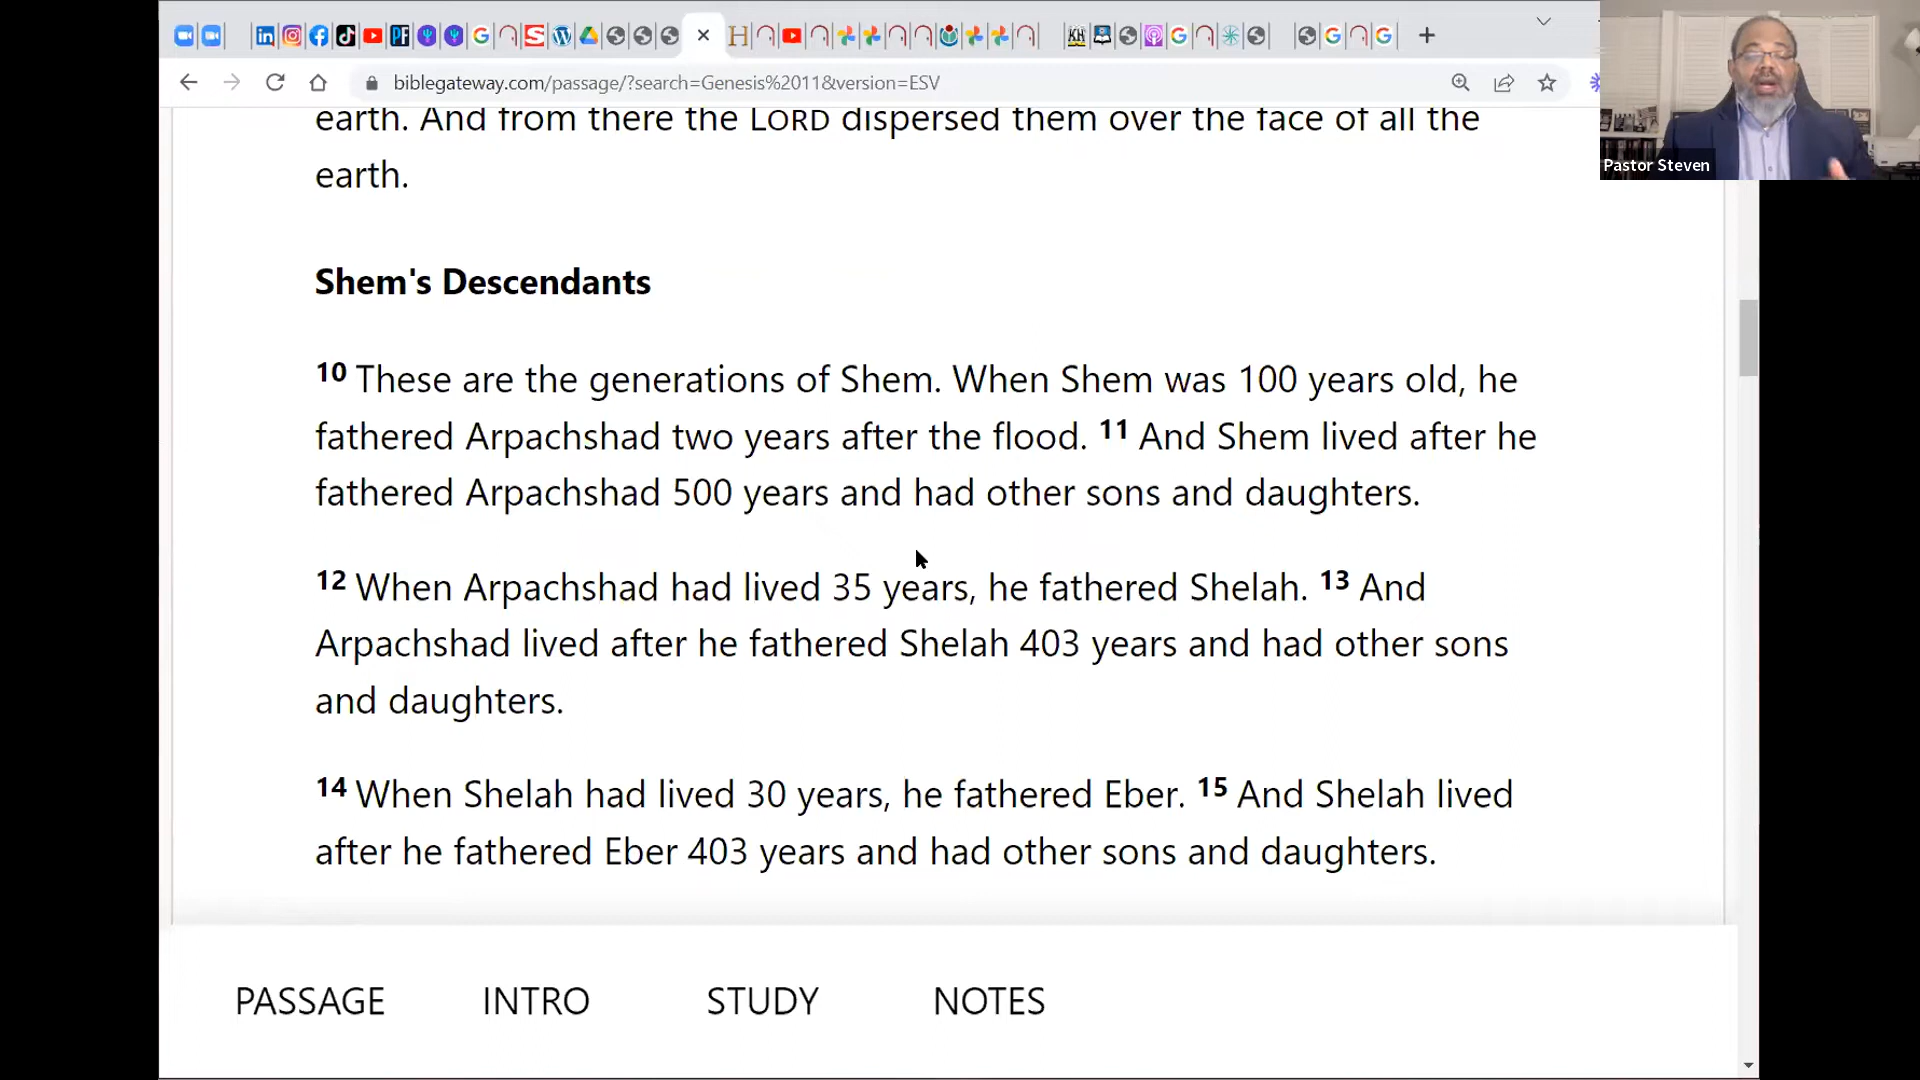 biblegateway.com/passage/?search=Genesis%2011&version=ESV
Pastor Steven
earth. And from there the LORD dispersed them over the face of all the
earth.
Shem's Descendants
10 These are the generations of Shem. When Shem was 100 years old, he
fathered Arpachshad two years after the flood. 11 And Shem lived after he
fathered Arpachshad 500 years and had other sons and daughters.
12 When Arpachshad had lived 35 years, he fathered Shelah. 13 And
Arpachshad lived after he fathered Shelah 403 years and had other sons
and daughters.
14 When Shelah had lived 30 years, he fathered Eber. 15 And Shelah lived
after he fathered Eber 403 years and had other sons and daughters.
PASSAGE INTRO STUDY NOTES